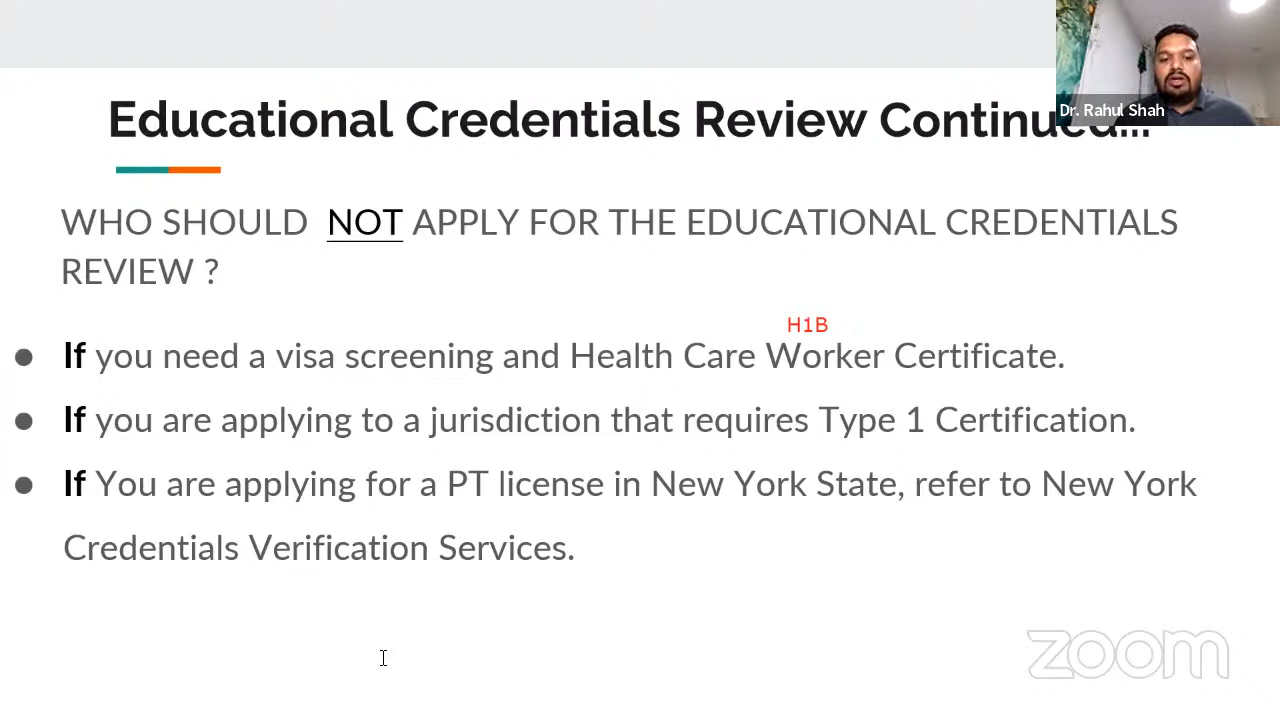 Educational Credentials Review Continued...
Dr. Rahul Shah
WHO SHOULD NOT APPLY FOR THE EDUCATIONAL CREDENTIALS
REVIEW ?
H1B
● If you need a visa screening and Health Care Worker Certificate.
● If you are applying to a jurisdiction that requires Type 1 Certification.
● If You are applying for a PT license in New York State, refer to New York
Credentials Verification Services.
zoom